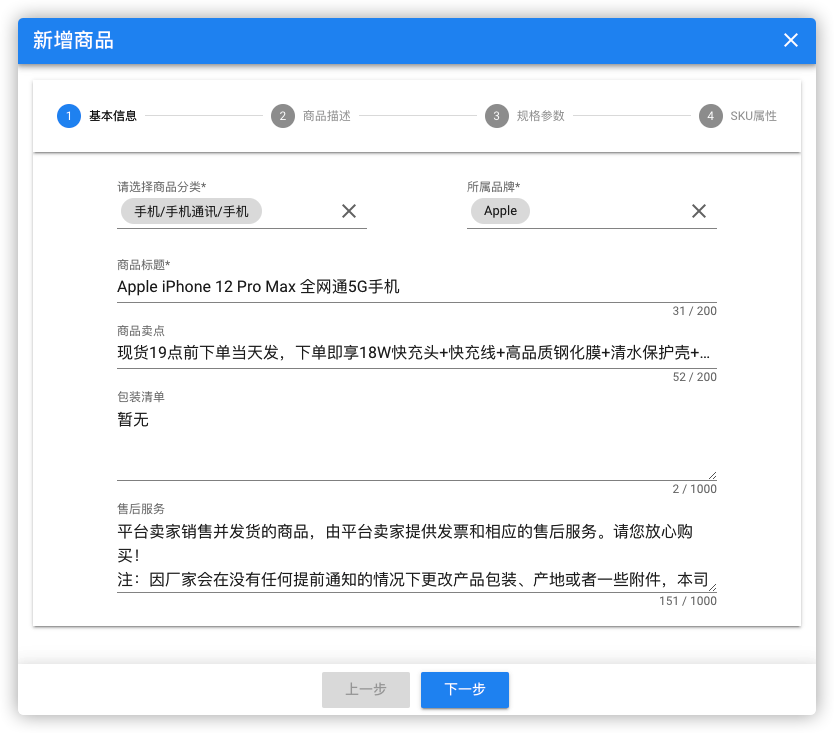 新增商品
1 基本信息 2 商品描述 3 规格参数 4 SKU属性
请选择商品分类* 所属品牌*
手机/手机通讯/手机 Apple
商品标题*
Apple iPhone 12 Pro Max 全网通5G手机
31 / 200
商品卖点
现货19点前下单当天发，下单即享18W快充头+快充线+高品质钢化膜+清水保护壳+...
52 / 200
包装清单
暂无
2 / 1000
售后服务
平台卖家销售并发货的商品，由平台卖家提供发票和相应的售后服务。请您放心购
买！
注：因厂家会在没有任何提前通知的情况下更改产品包装、产地或者一些附件，本司
151 / 1000
上一步 下一步